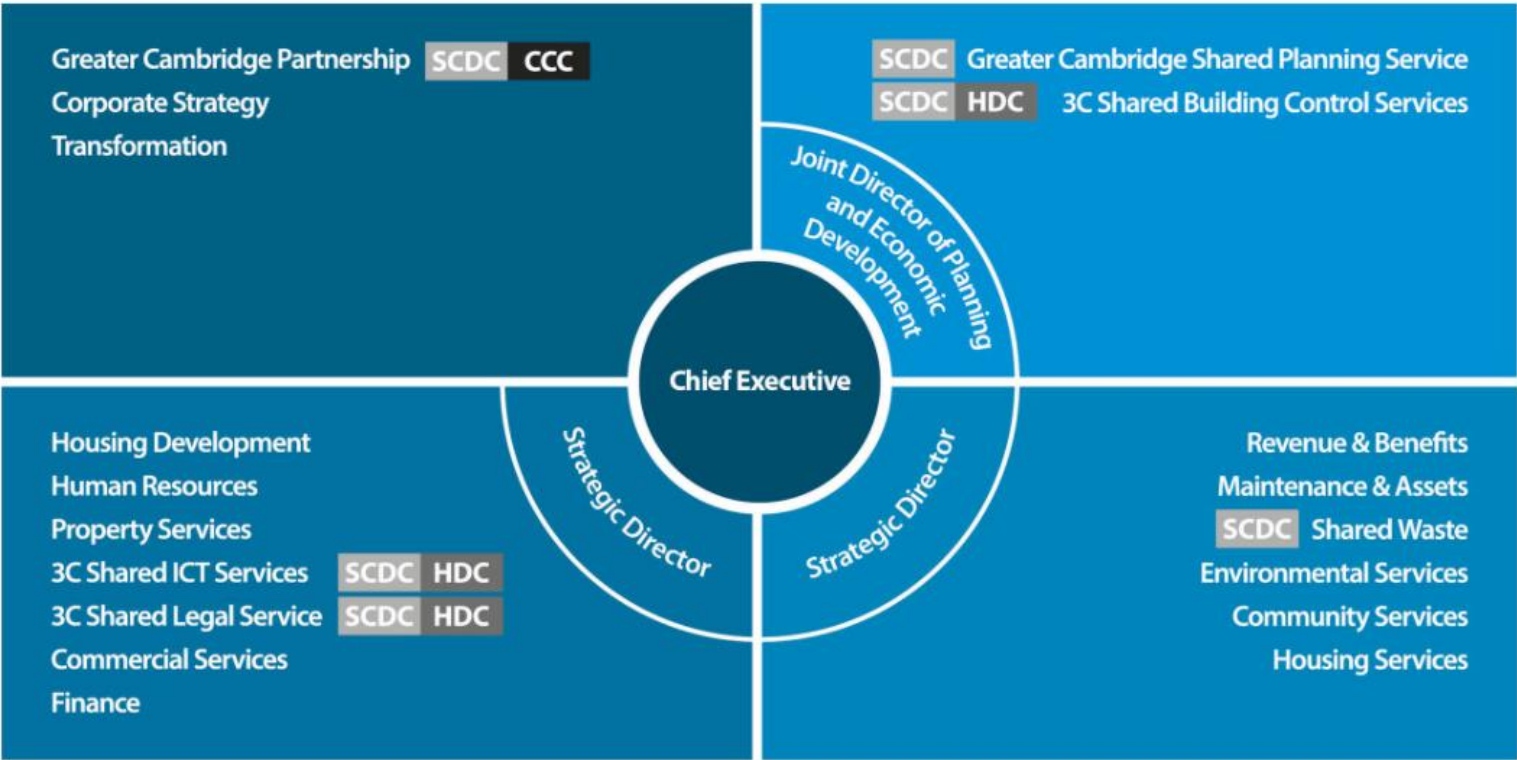 Greater Cambridge Partnership SCDC CCC
Corporate Strategy
Transformation
SCDC Greater Cambridge Shared Planning Service
SCDC HDC 3C Shared Building Control Services
Joint Director of Planning
and Economic
Development
Chief Executive
Housing Development
Human Resources
Property Services
3C Shared ICT Services SCDC HDC
3C Shared Legal Service SCDC HDC
Commercial Services
Finance
Strategic Director
Strategic Director
Revenue & Benefits
Maintenance & Assets
SCDC Shared Waste
Environmental Services
Community Services
Housing Services